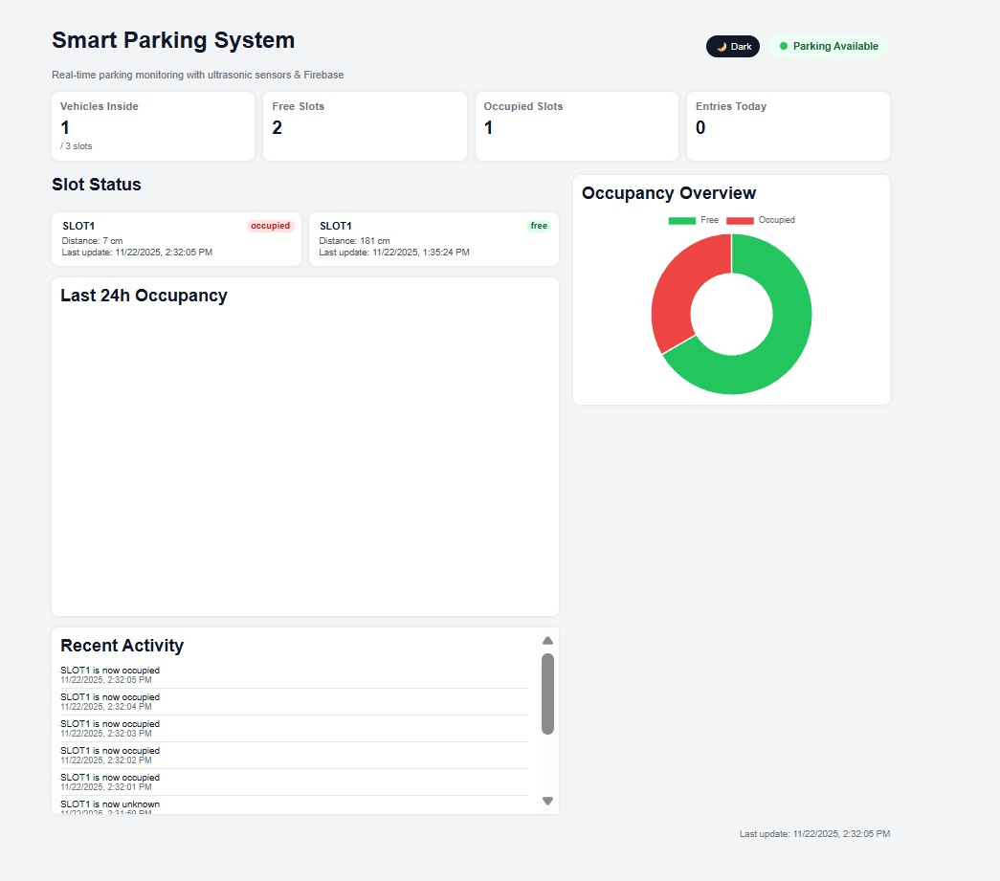 Smart Parking System
🌙 Dark
Parking Available
Real-time parking monitoring with ultrasonic sensors & Firebase
Vehicles Inside
1
/ 3 slots
Free Slots
2
Occupied Slots
1
Entries Today
0
Slot Status
SLOT1
occupied
Distance: 7 cm
Last update: 11/22/2025, 2:32:05 PM
SLOT1
free
Distance: 181 cm
Last update: 11/22/2025, 1:35:24 PM
Occupancy Overview
Free
Occupied
Last 24h Occupancy
Recent Activity
SLOT1 is now occupied
11/22/2025, 2:32:05 PM
SLOT1 is now occupied
11/22/2025, 2:32:04 PM
SLOT1 is now occupied
11/22/2025, 2:32:03 PM
SLOT1 is now occupied
11/22/2025, 2:32:02 PM
SLOT1 is now occupied
11/22/2025, 2:32:01 PM
SLOT1 is now unknown
11/22/2025, 2:31:59 PM
Last update: 11/22/2025, 2:32:05 PM